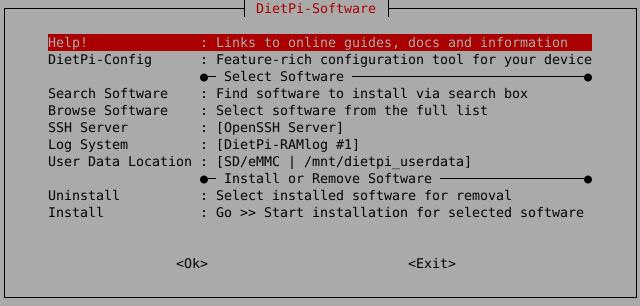 DietPi-Software
Help! : Links to online guides, docs and information
DietPi-Config : Feature-rich configuration tool for your device
Select Software
Search Software : Find software to install via search box
Browse Software : Select software from the full list
SSH Server : [OpenSSH Server]
Log System : [DietPi-RAMlog #1]
User Data Location : [SD/eMMC | /mnt/dietpi_userdata]
Install or Remove Software
Uninstall : Select installed software for removal
Install : Go >> Start installation for selected software
<Ok> <Exit>